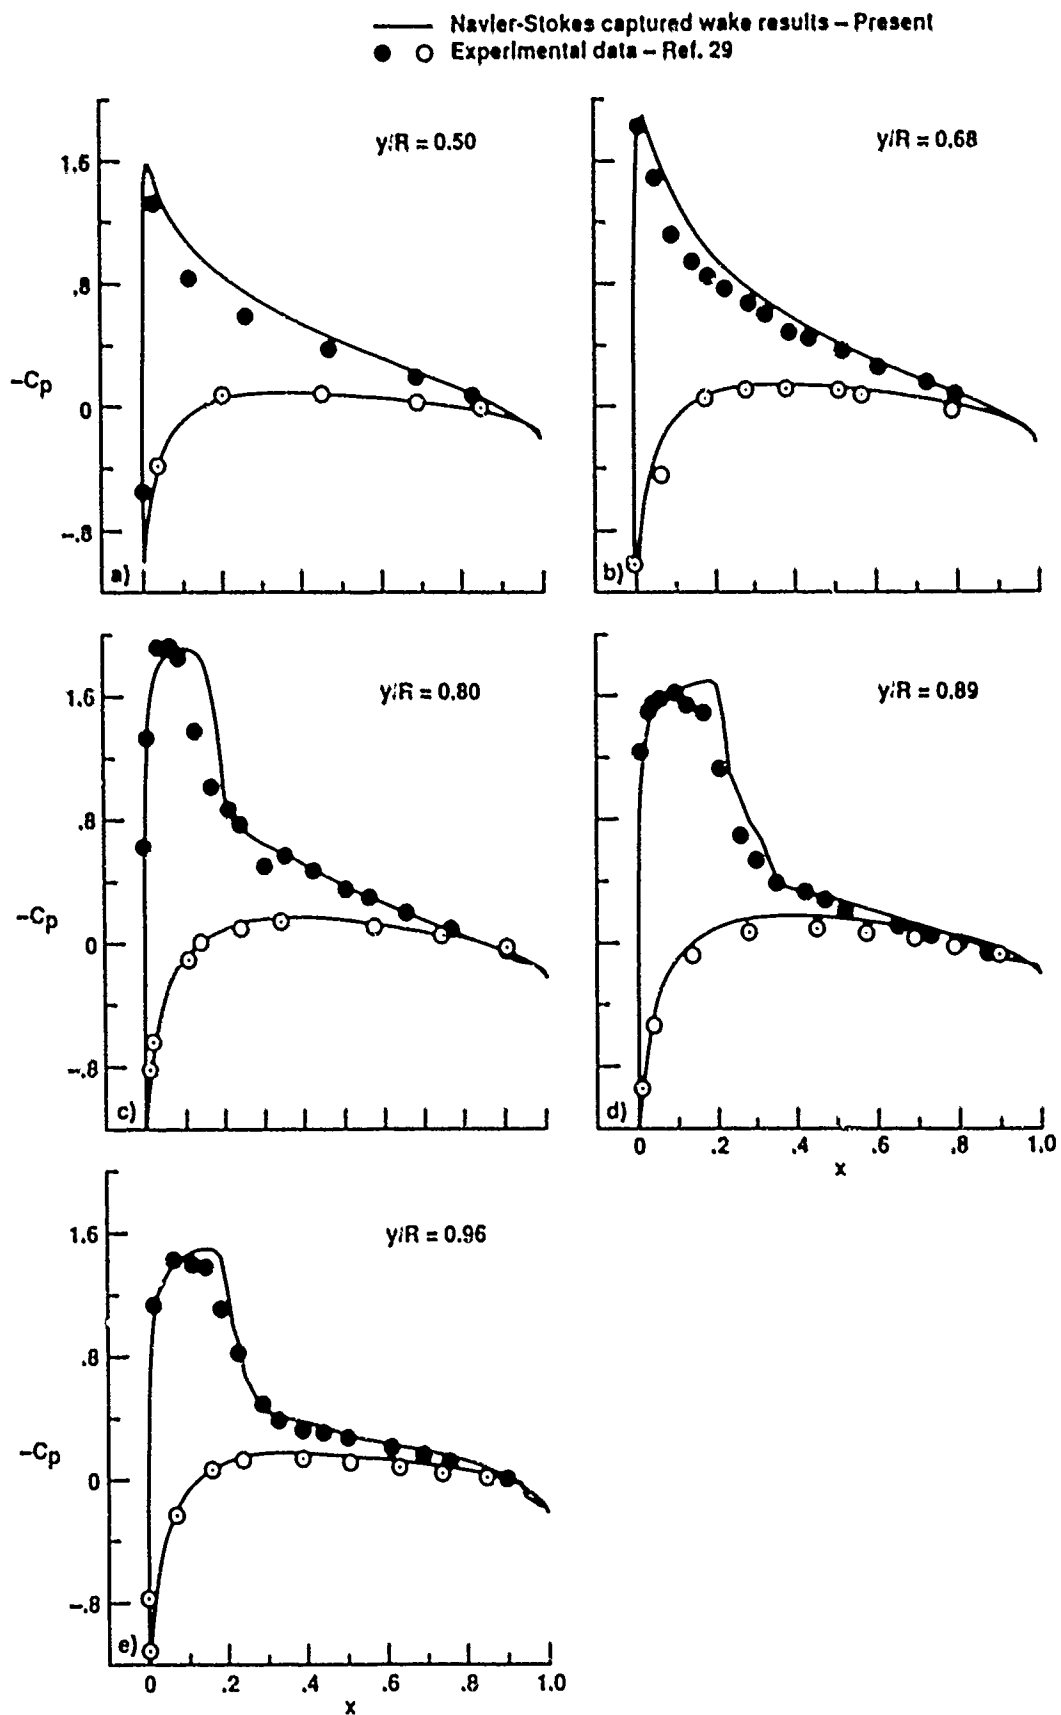 Navier-Stokes captured wake results – Present
Experimental data – Ref. 29
y/R = 0.50
1.6
.8
–Cp
0
–.8
a)
y/R = 0.68
b)
y/R = 0.80
1.6
.8
–Cp
0
–.8
c)
y/R = 0.89
d)
0 .2 .4 .6 .8 1.0
x
y/R = 0.96
1.6
.8
–Cp
0
–.8
e)
0 .2 .4 .6 .8 1.0
x